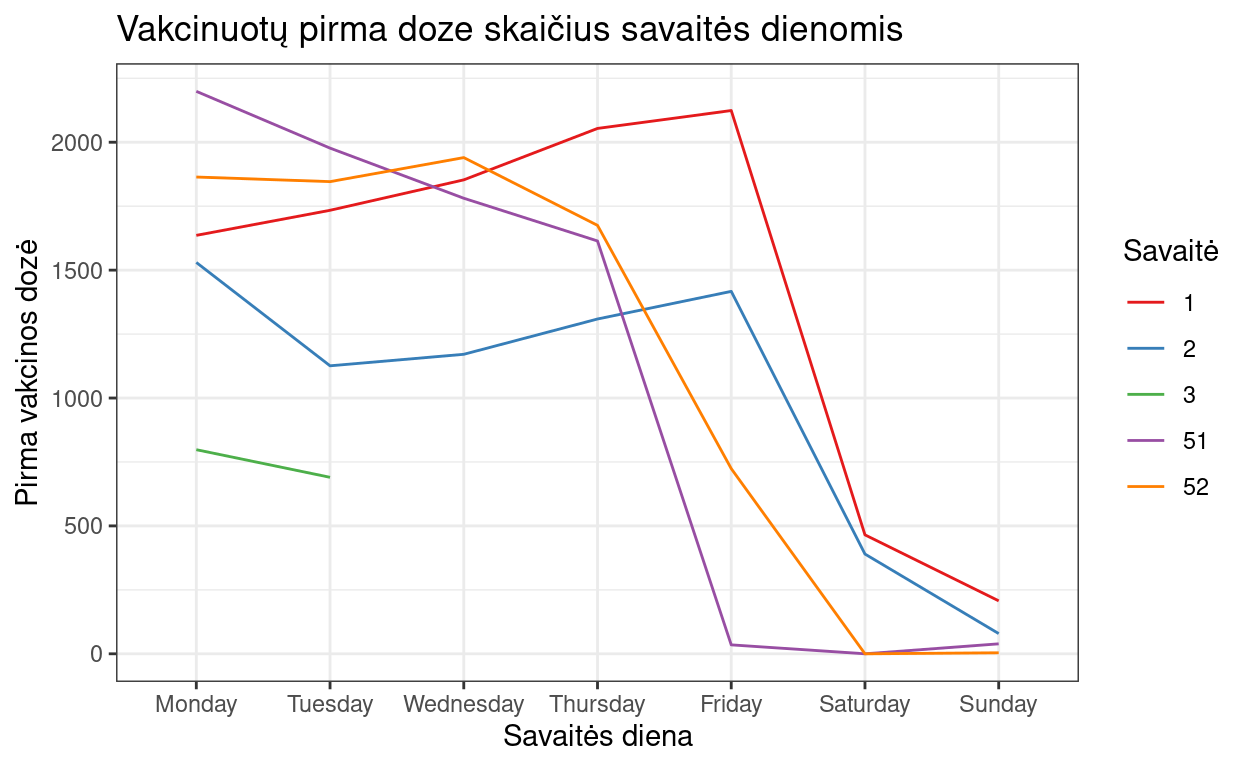 Vakcinuotų pirma doze skaičius savaitės dienomis
Pirma vakcinos dozė
2000
1500
1000
500
0
Monday Tuesday Wednesday Thursday Friday Saturday Sunday
Savaitės diena
Savaitė
1
2
3
51
52